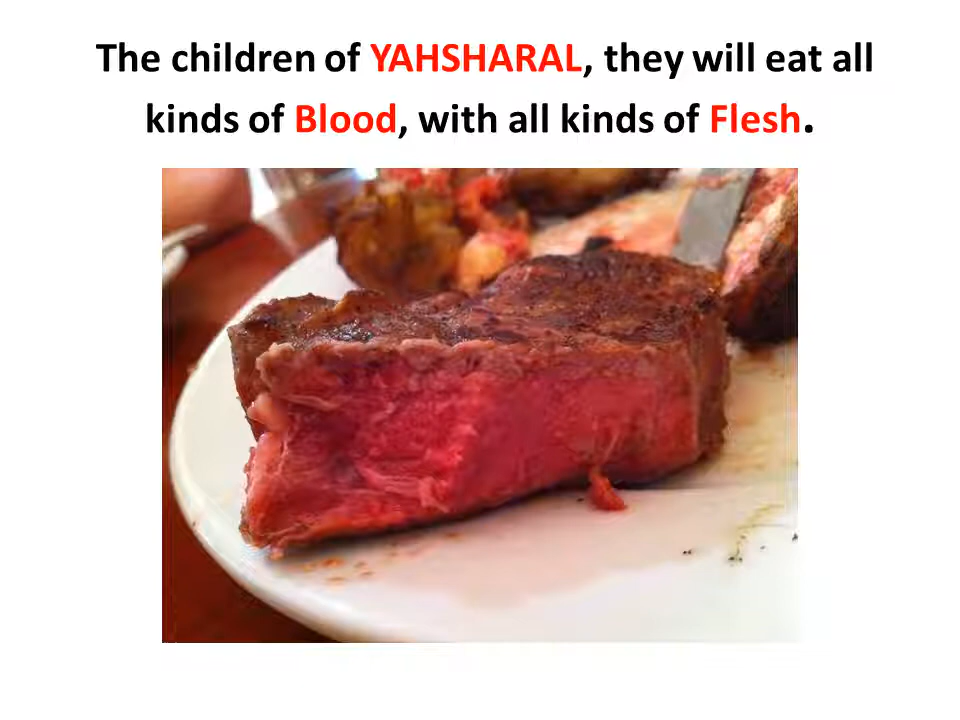 The children of YAHSHARAL, they will eat all
kinds of Blood, with all kinds of Flesh.